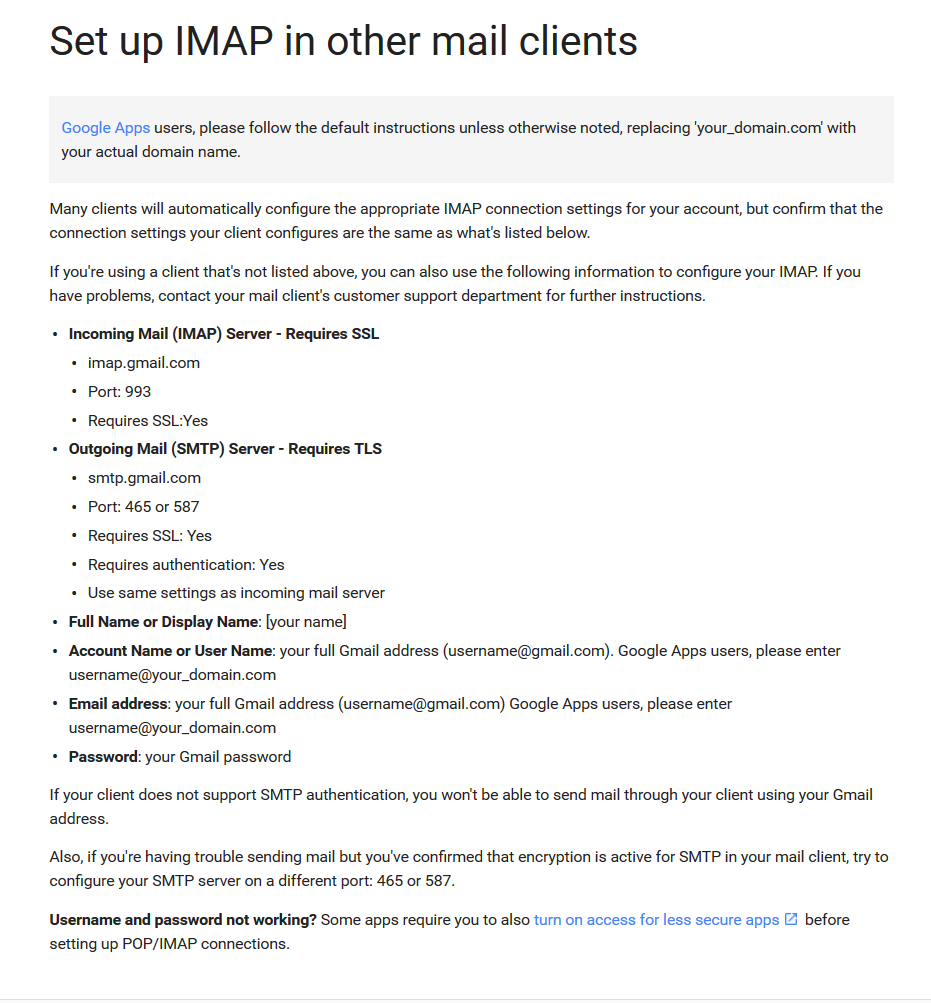 Set up IMAP in other mail clients
Google Apps users, please follow the default instructions unless otherwise noted, replacing 'your_domain.com' with
your actual domain name.
Many clients will automatically configure the appropriate IMAP connection settings for your account, but confirm that the
connection settings your client configures are the same as what's listed below.
If you're using a client that's not listed above, you can also use the following information to configure your IMAP. If you
have problems, contact your mail client's customer support department for further instructions.
• Incoming Mail (IMAP) Server - Requires SSL
• imap.gmail.com
• Port: 993
• Requires SSL:Yes
• Outgoing Mail (SMTP) Server - Requires TLS
• smtp.gmail.com
• Port: 465 or 587
• Requires SSL: Yes
• Requires authentication: Yes
• Use same settings as incoming mail server
• Full Name or Display Name: [your name]
• Account Name or User Name: your full Gmail address (username@gmail.com). Google Apps users, please enter
username@your_domain.com
• Email address: your full Gmail address (username@gmail.com) Google Apps users, please enter
username@your_domain.com
• Password: your Gmail password
If your client does not support SMTP authentication, you won't be able to send mail through your client using your Gmail
address.
Also, if you're having trouble sending mail but you've confirmed that encryption is active for SMTP in your mail client, try to
configure your SMTP server on a different port: 465 or 587.
Username and password not working? Some apps require you to also turn on access for less secure apps before
setting up POP/IMAP connections.